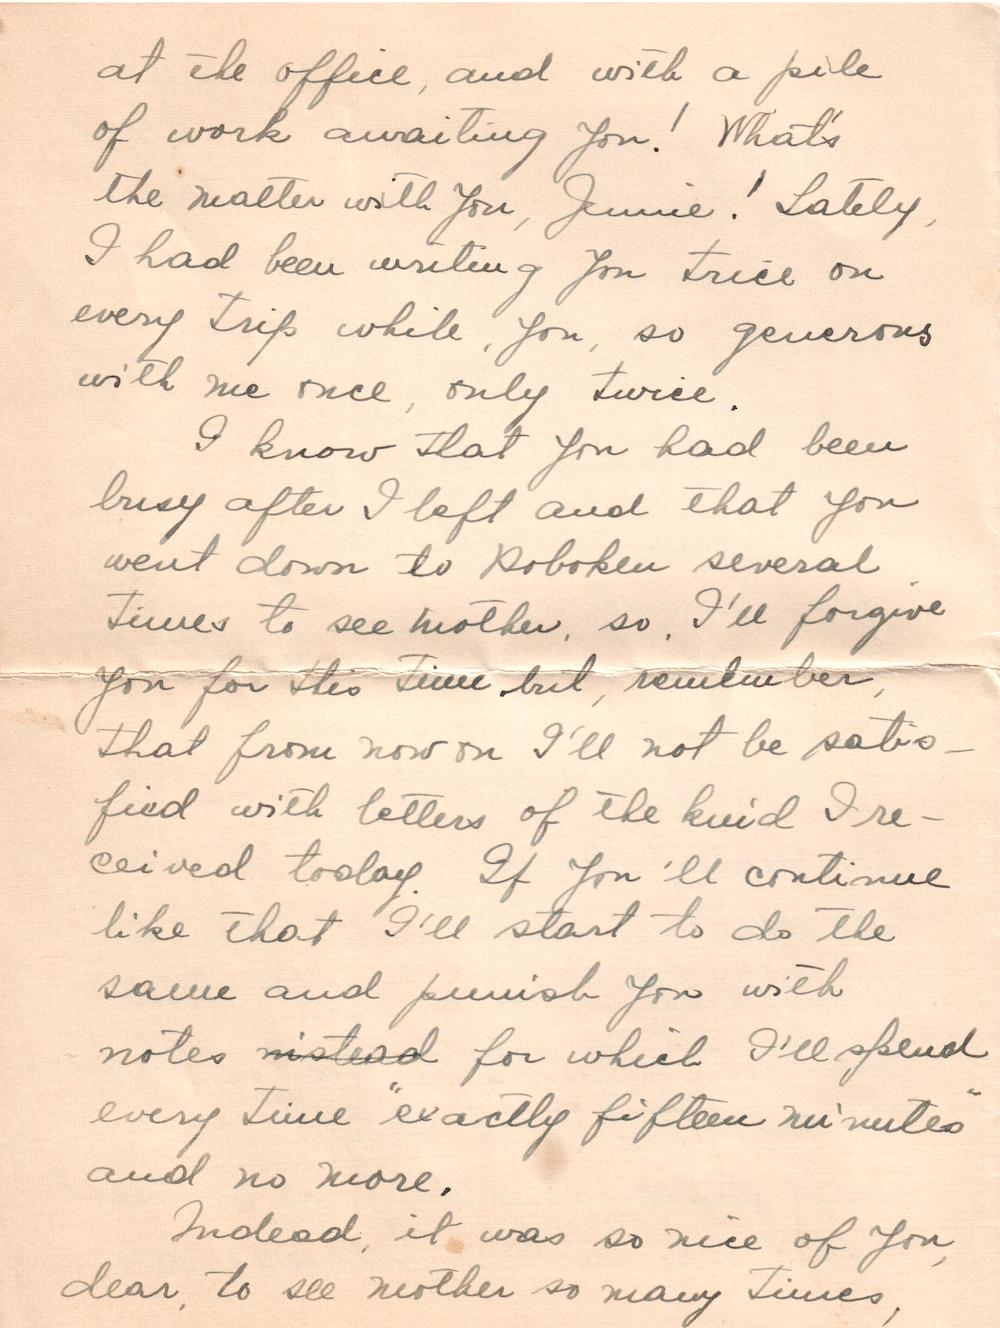 at the office, and with a pile
of work awaiting you! What's
the matter with you, Jennie! Lately,
I had been writing you trice on
every trip while, you, so generous
with me once, only twice.
I know that you had been
busy after I left and that you
went down to Hoboken several
times to see mother, so, I'll forgive
you for this time but, remember,
that from now on I'll not be satis-
fied with letters of the kind I re-
ceived today. If you'll continue
like that I'll start to do the
same and punish you with
notes instead for which I'll spend
every time "exactly fifteen minutes"
and no more.
Indead, it was so nice of you,
dear, to see mother so many times,